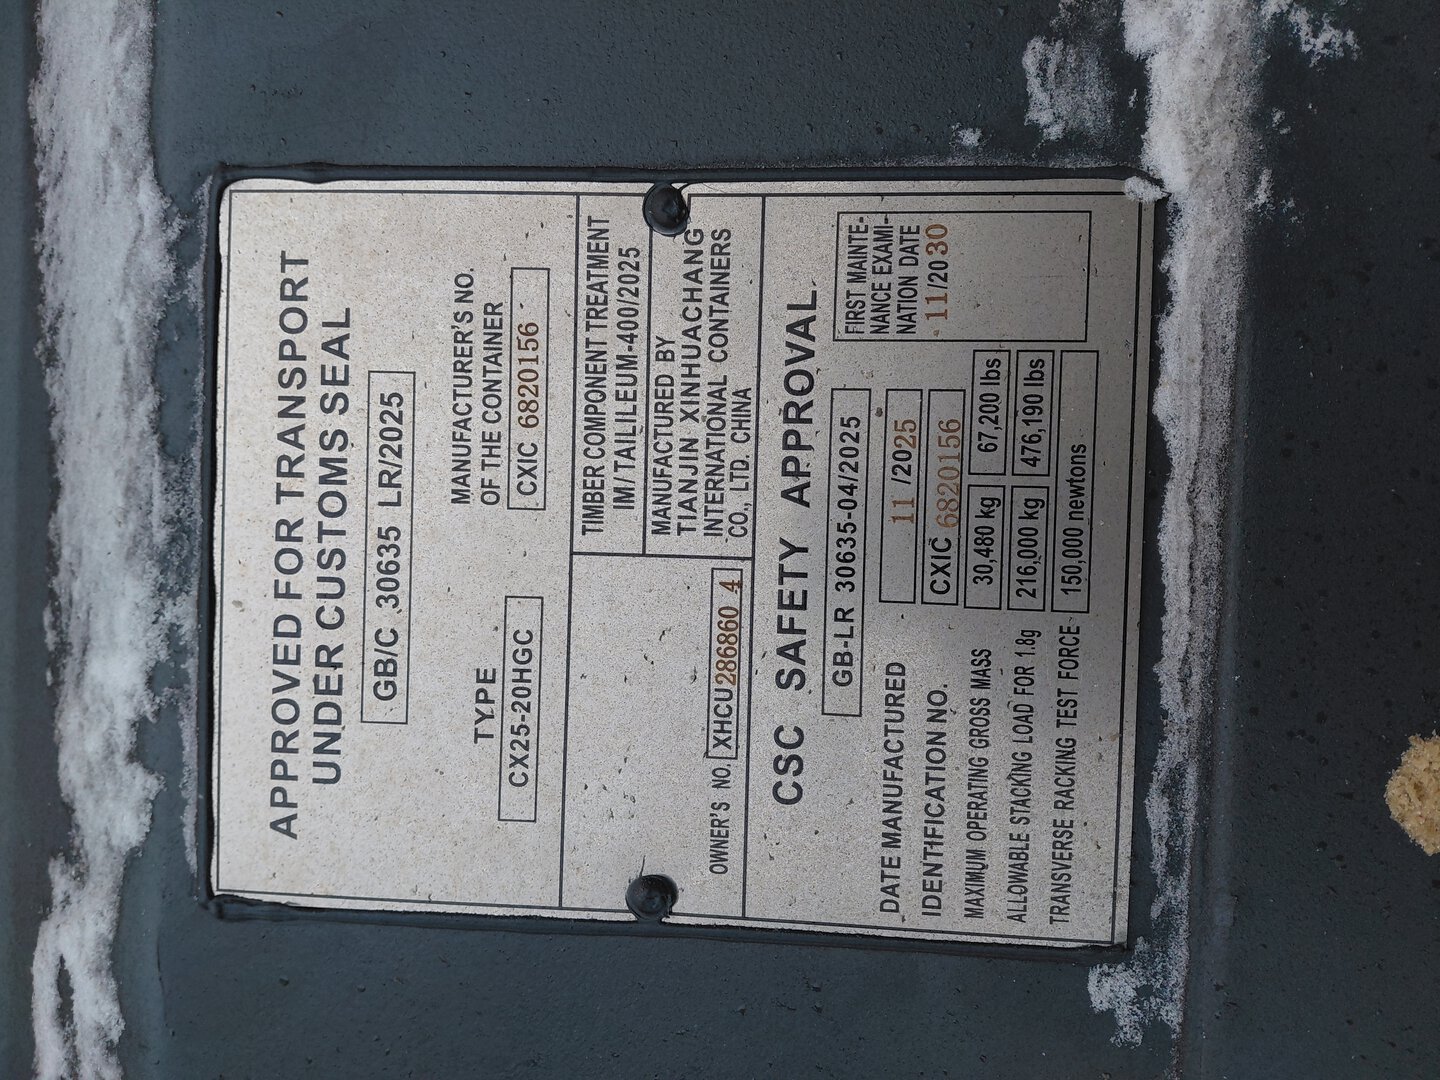 APPROVED FOR TRANSPORT
UNDER CUSTOMS SEAL
GB/C 30635 LR/2025
TYPE
CX25-20HGC
MANUFACTURER'S NO.
OF THE CONTAINER
CXIC 6820156
TIMBER COMPONENT TREATMENT
IM/TAILILEUM-400/2025
MANUFACTURED BY
TIANJIN XINHUACHANG
INTERNATIONAL CONTAINERS
CO., LTD. CHINA
OWNER'S NO. XHCU 286860 4
CSC SAFETY APPROVAL
GB-LR 30635-04/2025
DATE MANUFACTURED 11 /2025
IDENTIFICATION NO. CXIC 6820156
MAXIMUM OPERATING GROSS MASS 30,480 kg 67,200 lbs
ALLOWABLE STACKING LOAD FOR 1.8g 216,000 kg 476,190 lbs
TRANSVERSE RACKING TEST FORCE 150,000 newtons
FIRST MAINTE-
NANCE EXAMI-
NATION DATE
11/2030